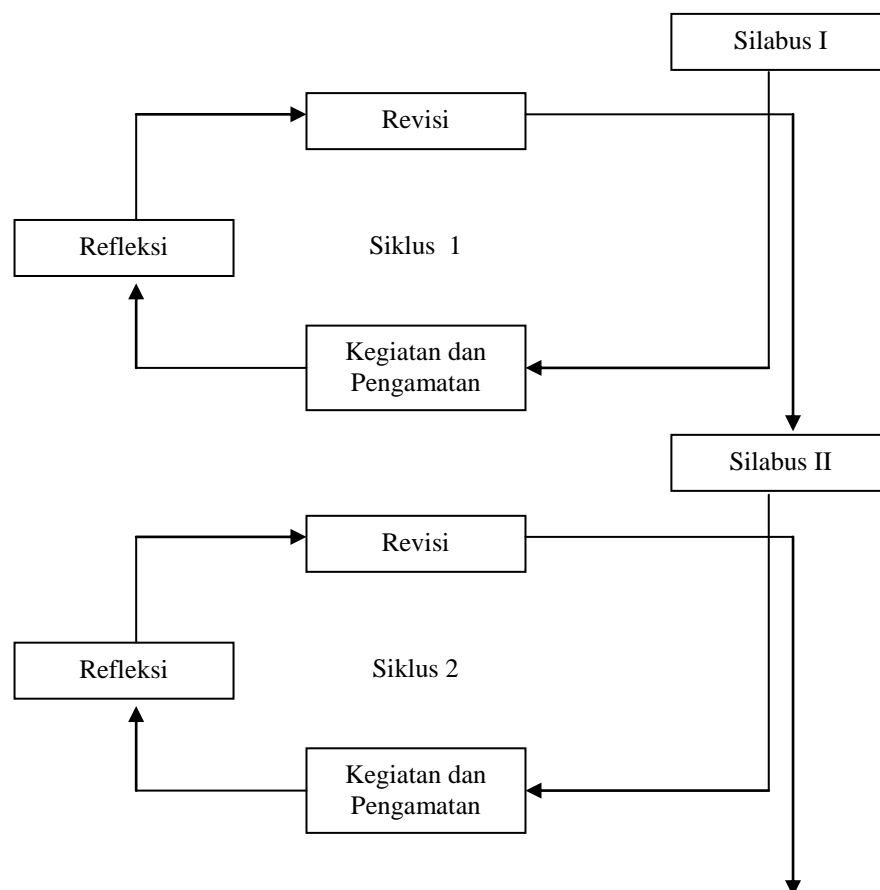 Silabus I
Revisi
Refleksi
Siklus 1
Kegiatan dan
Pengamatan
Silabus II
Revisi
Refleksi
Siklus 2
Kegiatan dan
Pengamatan